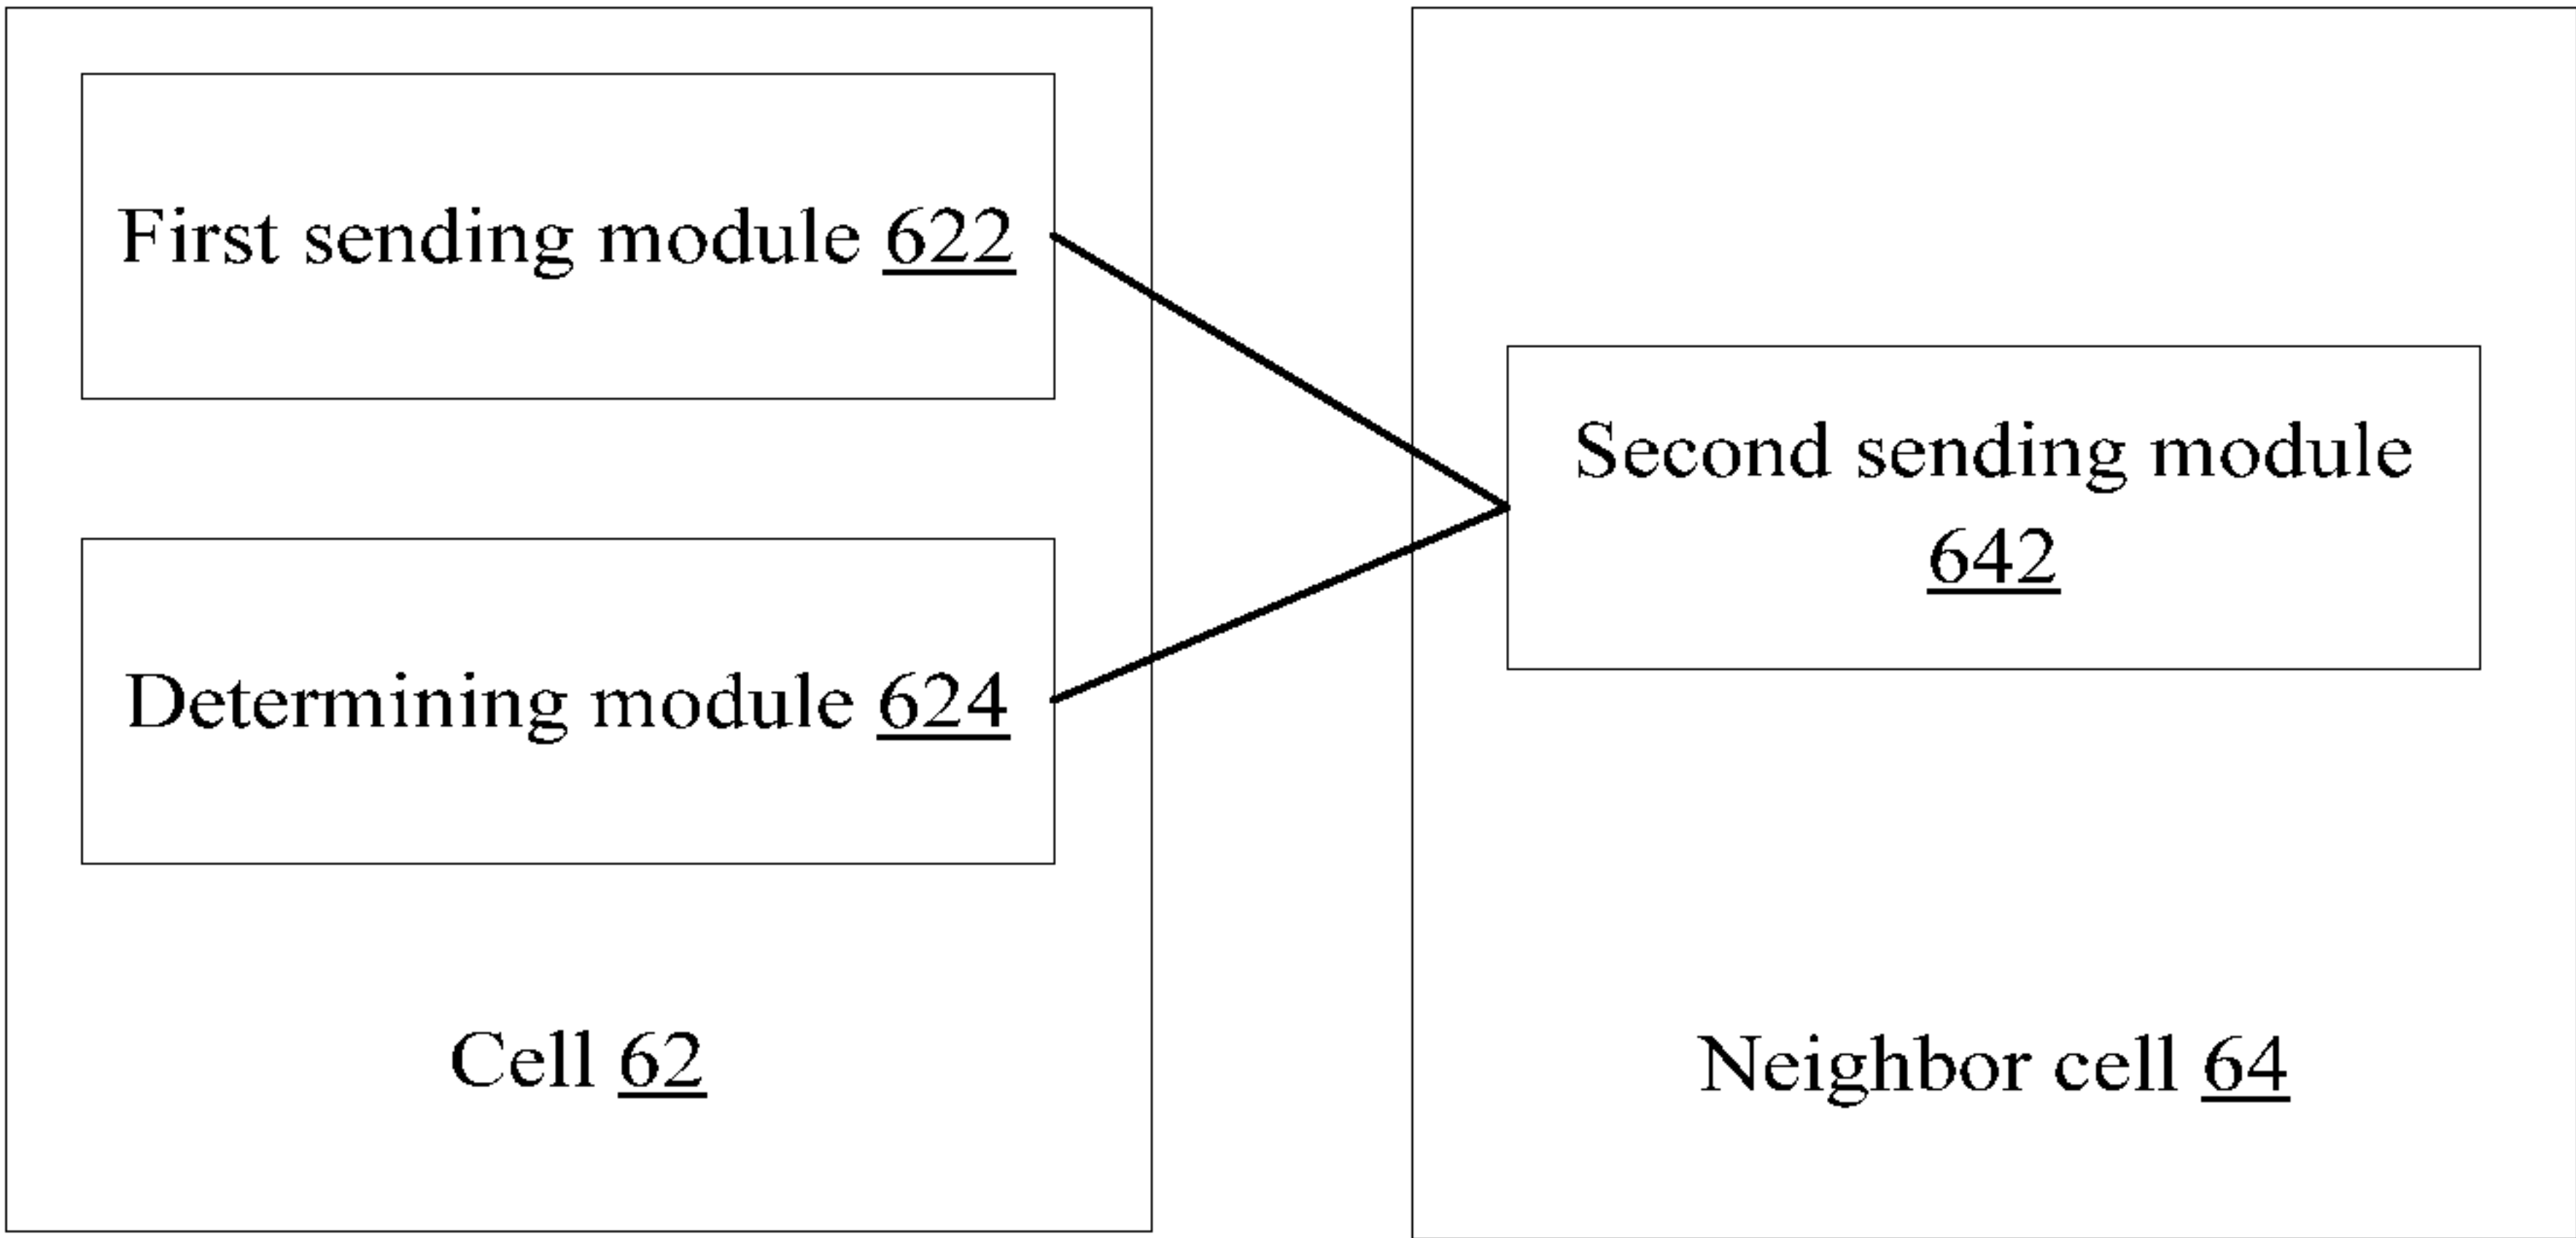 First sending module 622
Determining module 624
Cell 62
Second sending module
642
Neighbor cell 64